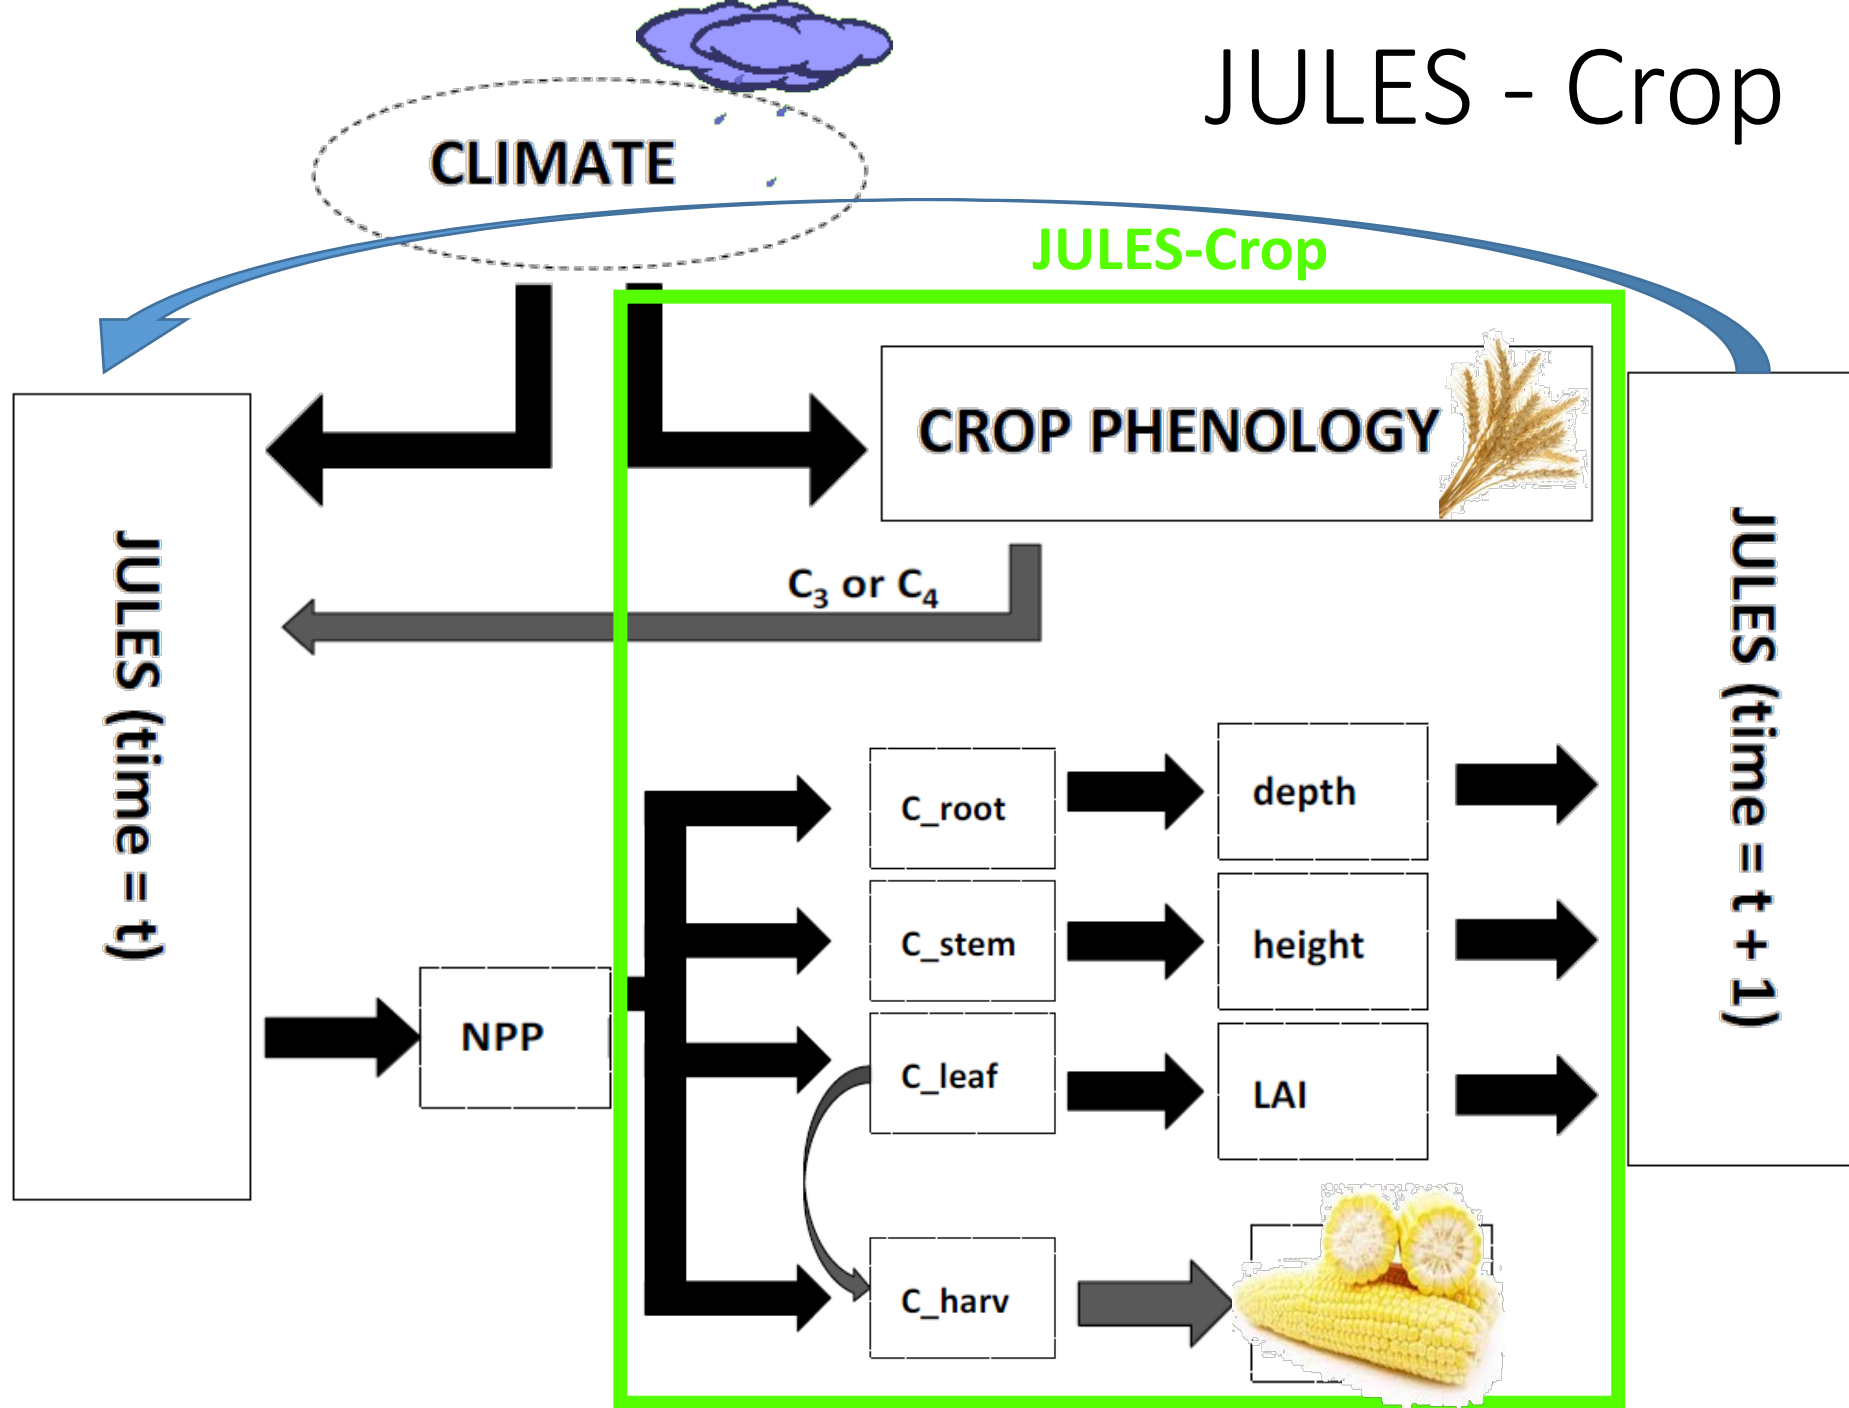 JULES - Crop
CLIMATE
JULES-Crop
CROP PHENOLOGY
C₃ or C₄
JULES (time = t)
JULES (time = t + 1)
C_root
depth
C_stem
height
NPP
C_leaf
LAI
C_harv